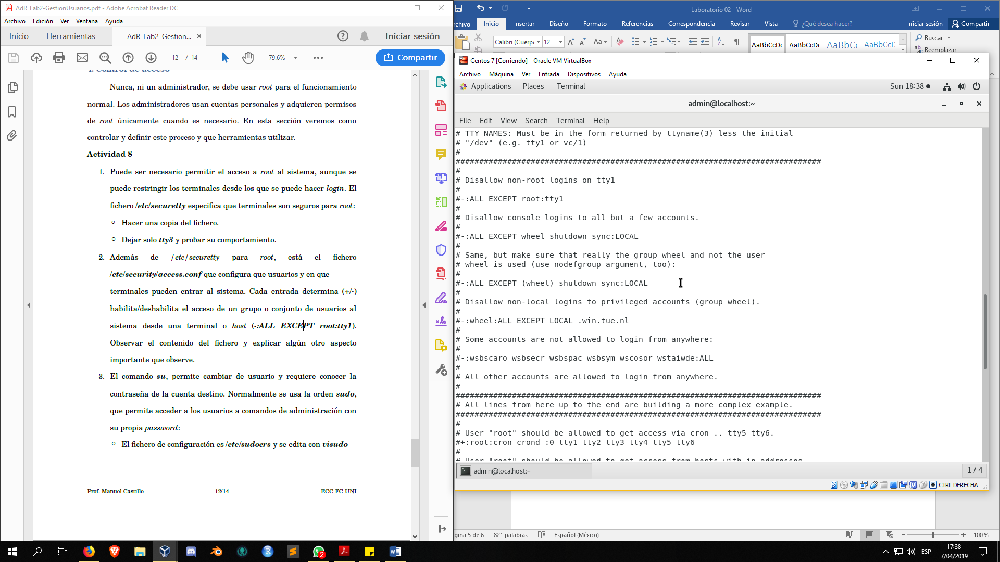 AdR_Lab2-GestionUsuarios.pdf - Adobe Acrobat Reader DC
Archivo Edición Ver Ventana Ayuda
Inicio Herramientas AdR_Lab2-Gestion... Iniciar sesión
12 / 14 79.6% Compartir
Nunca, ni un administrador, se debe usar root para el funcionamiento
normal. Los administradores usan cuentas personales y adquieren permisos
de root únicamente cuando es necesario. En esta sección veremos como
controlar y definir este proceso y que herramientas utilizar.
Actividad 8
1. Puede ser necesario permitir el acceso a root al sistema, aunque se
puede restringir los terminales desde los que se puede hacer login. El
fichero /etc/securetty especifica que terminales son seguros para root:
Hacer una copia del fichero.
Dejar solo tty3 y probar su comportamiento.
2. Además de /etc/securetty para root, está el fichero
/etc/security/access.conf que configura que usuarios y en que
terminales pueden entrar al sistema. Cada entrada determina (+/-)
habilita/deshabilita el acceso de un grupo o conjunto de usuarios al
sistema desde una terminal o host (-:ALL EXCEPT root:tty1).
Observar el contenido del fichero y explicar algún otro aspecto
importante que observe.
3. El comando su, permite cambiar de usuario y requiere conocer la
contraseña de la cuenta destino. Normalmente se usa la orden sudo,
que permite acceder a los usuarios a comandos de administración con
su propia password:
El fichero de configuración es /etc/sudoers y se edita con visudo
Prof. Manuel Castillo 12/14 ECC-FC-UNI
Laboratorio 02 - Word
rchivo Inicio Insertar Diseño Formato Referencias Correspondencia Revisar Vista ¿Qué desea hacer? Iniciar sesión Compartir
Calibri (Cuerpo 12 Aa AaBbCcDc AaBbCcDc AaBbCc AaBbCcD Buscar
Reemplazar
Centos 7 [Corriendo] - Oracle VM VirtualBox
Archivo Máquina Ver Entrada Dispositivos Ayuda
Applications Places Terminal Sun 18:38
admin@localhost:~
File Edit View Search Terminal Help
# TTY NAMES: Must be in the form returned by ttyname(3) less the initial
# "/dev" (e.g. tty1 or vc/1)
#
##############################################################################
#
# Disallow non-root logins on tty1
#
#-:ALL EXCEPT root:tty1
#
# Disallow console logins to all but a few accounts.
#
#-:ALL EXCEPT wheel shutdown sync:LOCAL
#
# Same, but make sure that really the group wheel and not the user
# wheel is used (use nodefgroup argument, too):
#
#-:ALL EXCEPT (wheel) shutdown sync:LOCAL
#
# Disallow non-local logins to privileged accounts (group wheel).
#
#-:wheel:ALL EXCEPT LOCAL .win.tue.nl
#
# Some accounts are not allowed to login from anywhere:
#
#-:wsbscaro wsbsecr wsbspac wsbsym wscosor wstaiwde:ALL
#
# All other accounts are allowed to login from anywhere.
#
##############################################################################
# All lines from here up to the end are building a more complex example.
##############################################################################
#
# User "root" should be allowed to get access via cron .. tty5 tty6.
#+:root:cron crond :0 tty1 tty2 tty3 tty4 tty5 tty6
#
# User "root" should be allowed to get access from hosts with ip addresses.
admin@localhost:~ 1 / 4
CTRL DERECHA
gina 5 de 6 821 palabras Español (México) 100 %
2 ESP 17:38
7/04/2019